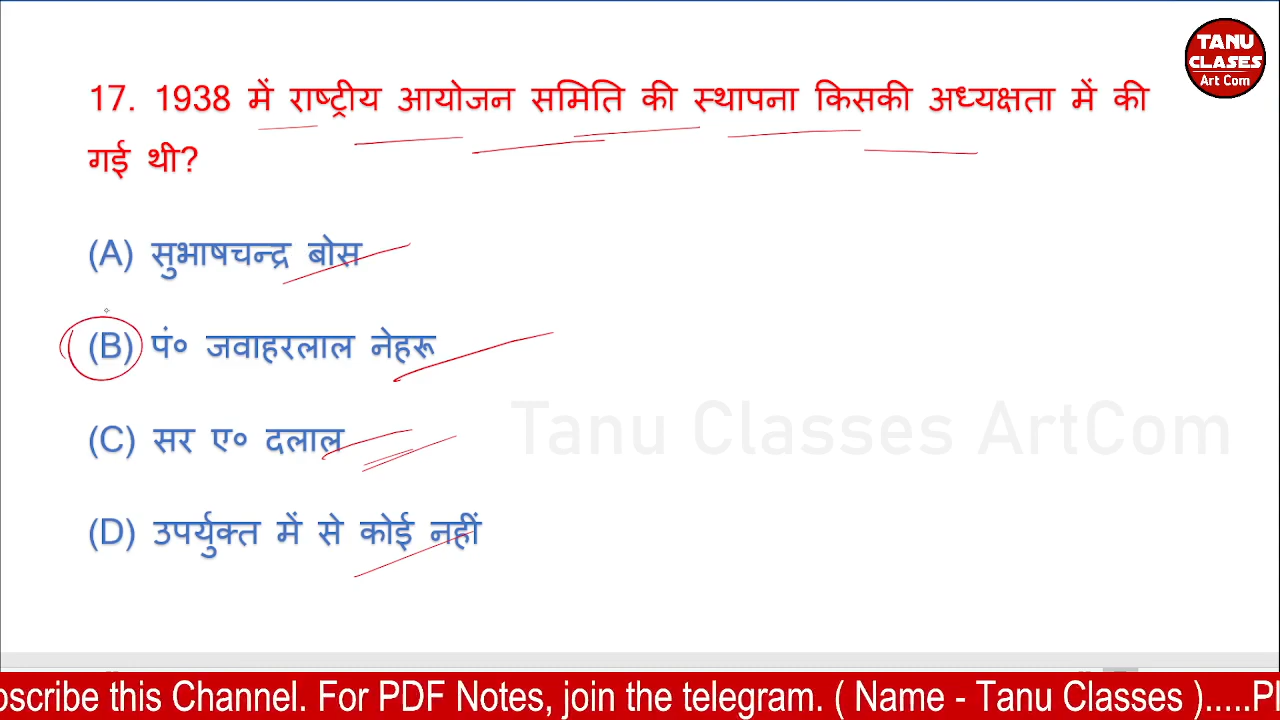 TANU
CLASES
Art Com
17. 1938 में राष्ट्रीय आयोजन समिति की स्थापना किसकी अध्यक्षता में की
गई थी?
(A) सुभाषचन्द्र बोस
(B) पं० जवाहरलाल नेहरू
(C) सर ए० दलाल
(D) उपर्युक्त में से कोई नहीं
Tanu Classes ArtCom
oscribe this Channel. For PDF Notes, join the telegram. ( Name - Tanu Classes ).....Pl